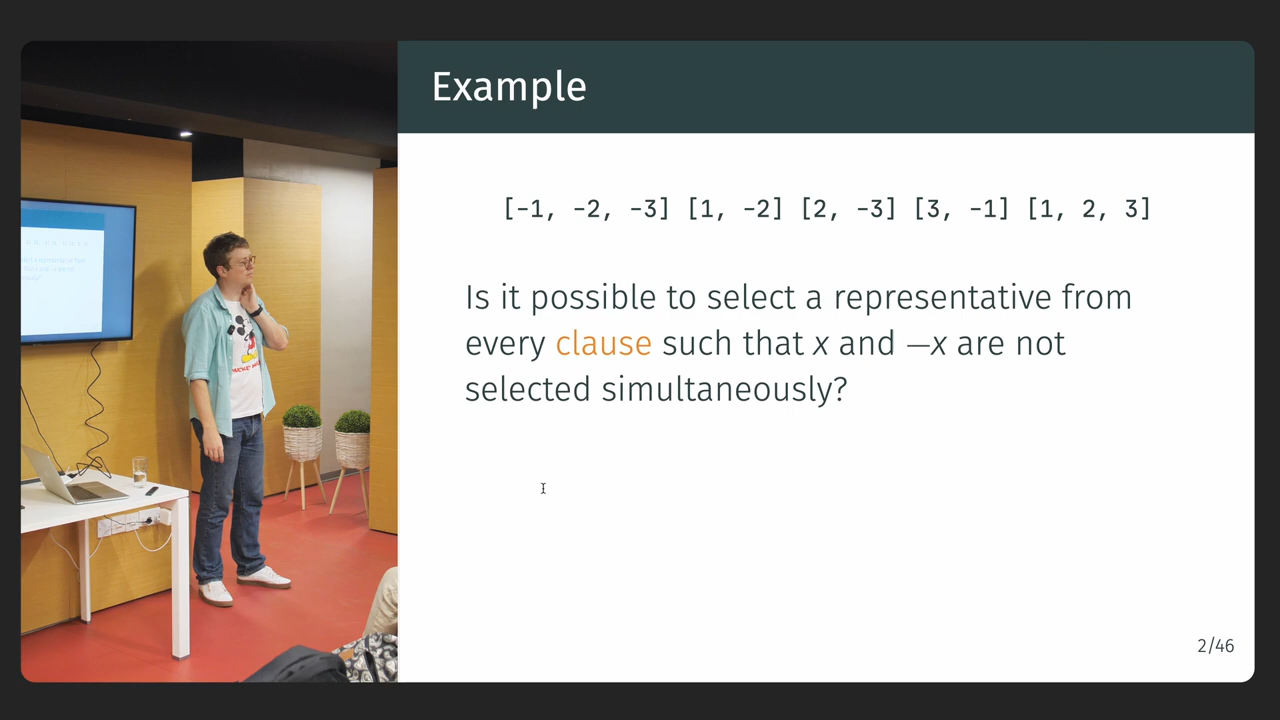 Example
[-1, -2, -3] [1, -2] [2, -3] [3, -1] [1, 2, 3]
Is it possible to select a representative from
every clause such that x and —x are not
selected simultaneously?
2/46